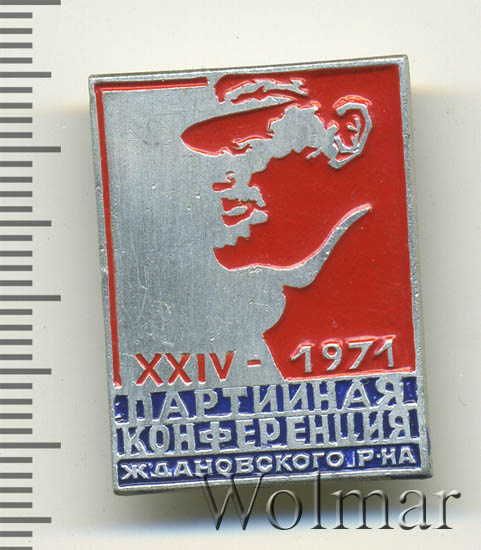 XXIV - 1971
ПАРТИЙНАЯ
КОНФЕРЕНЦИЯ
ЖДАНОВСКОГО Р-НА
Wolmar